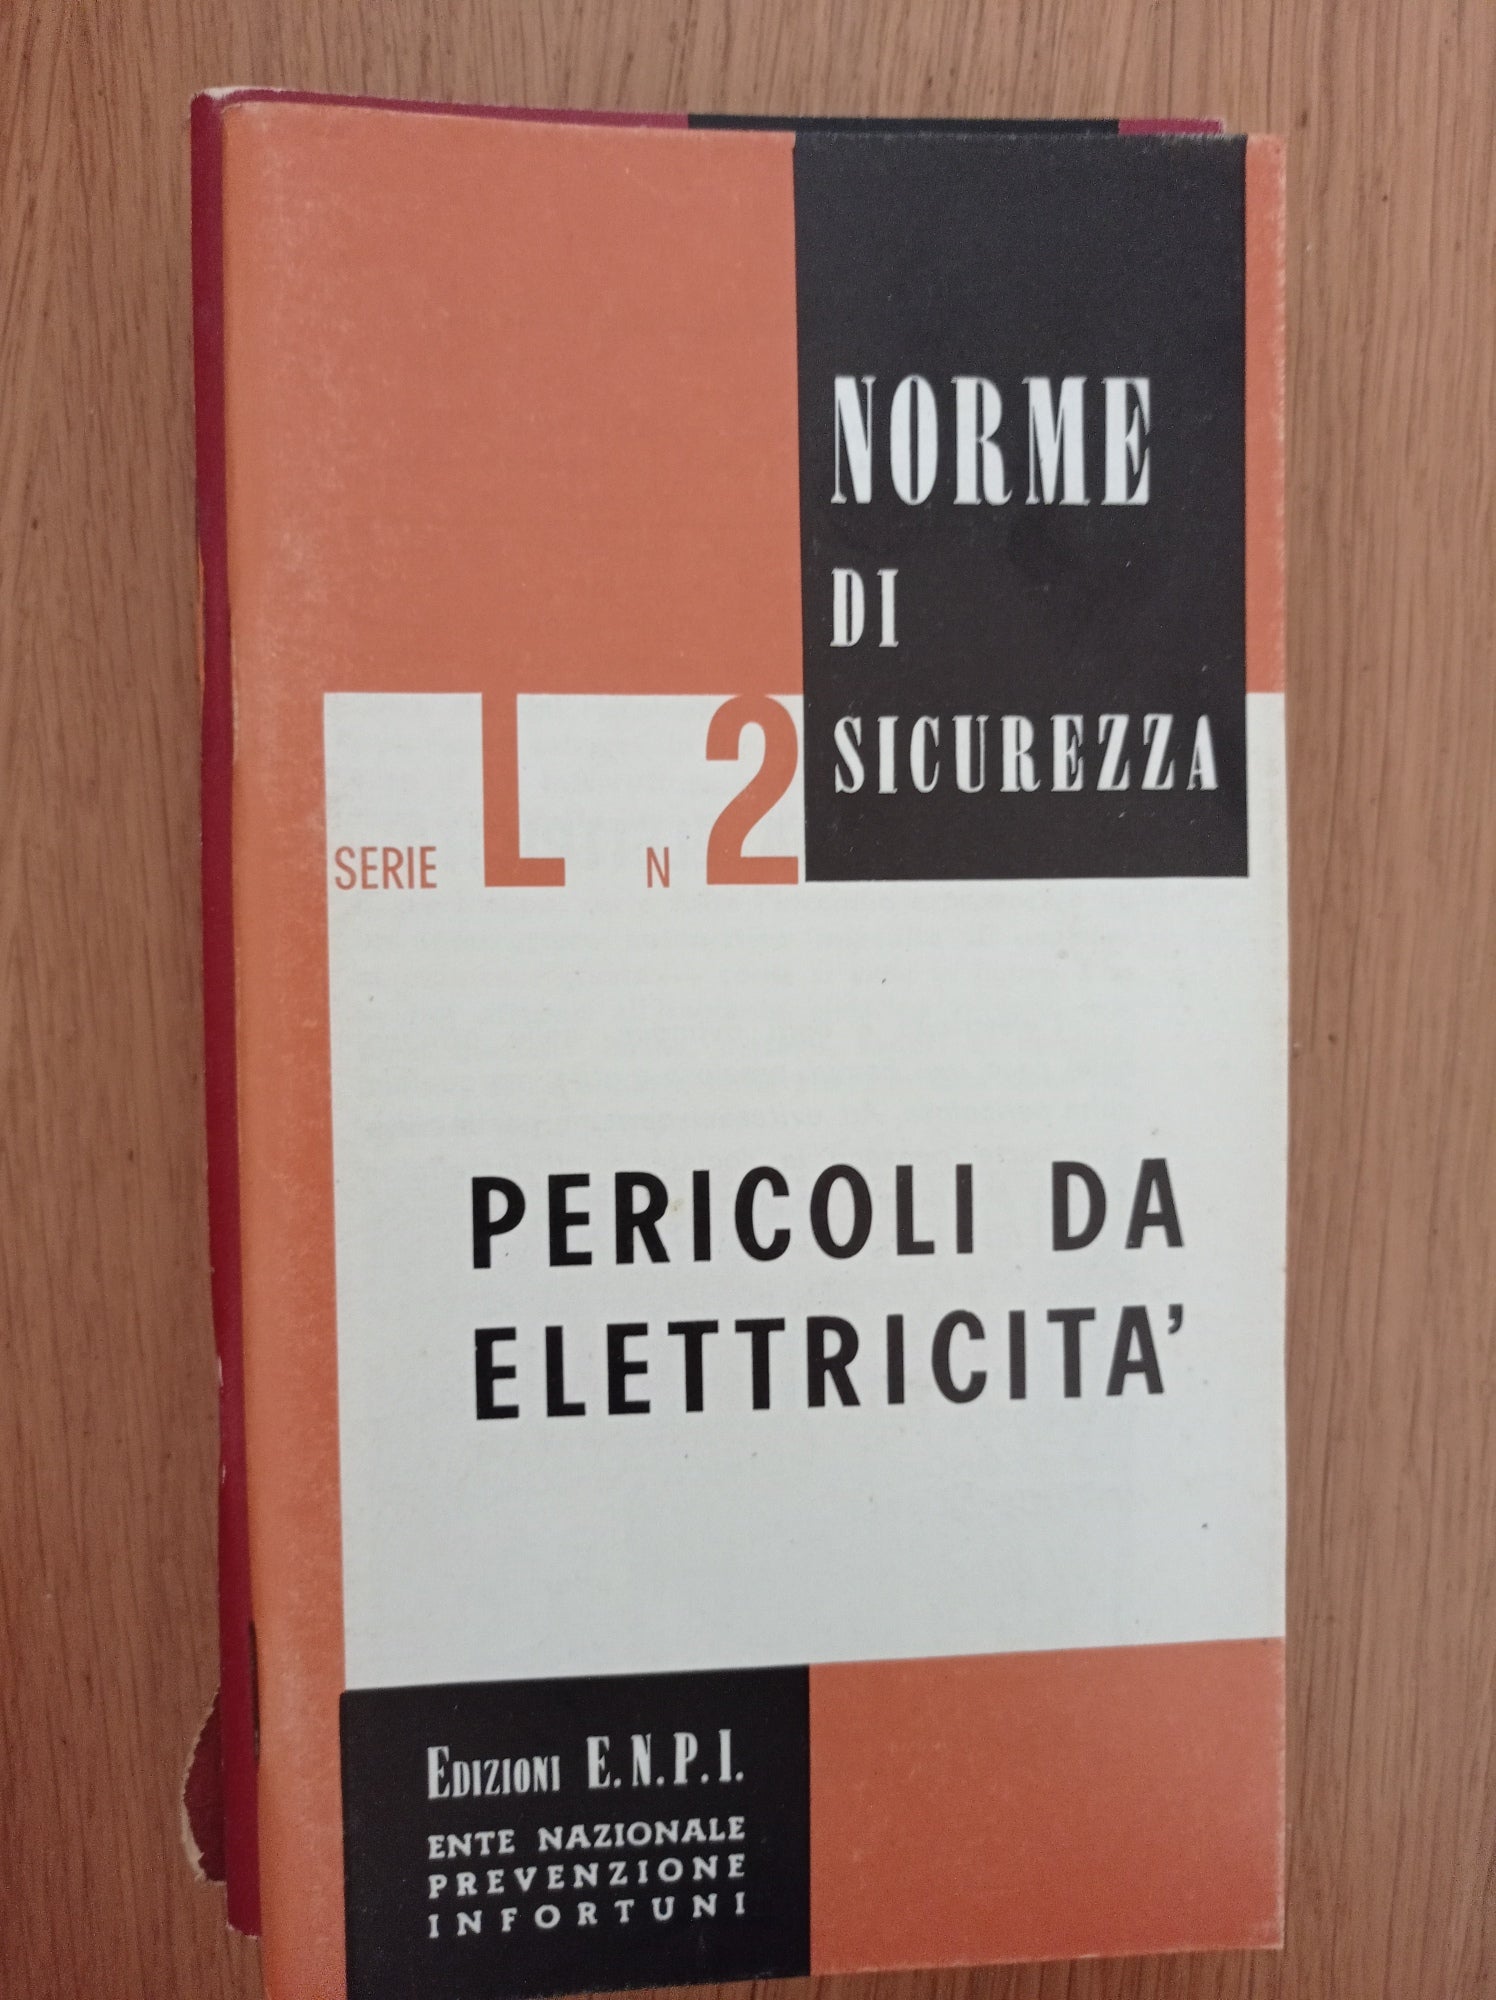 NORME
DI
SICUREZZA
SERIE L N 2
PERICOLI DA
ELETTRICITA'
EDIZIONI E.N.P.I.
ENTE NAZIONALE
PREVENZIONE
INFORTUNI